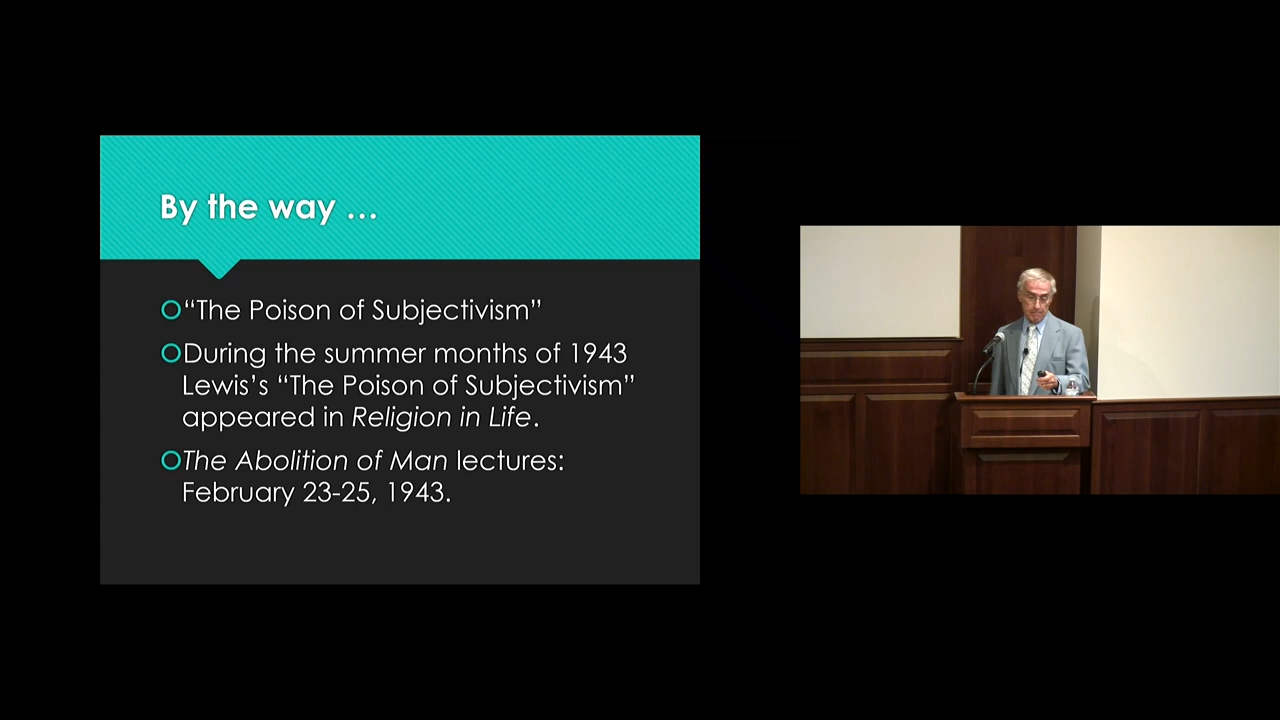 By the way …
“The Poison of Subjectivism”
During the summer months of 1943
Lewis’s “The Poison of Subjectivism”
appeared in Religion in Life.
The Abolition of Man lectures:
February 23-25, 1943.